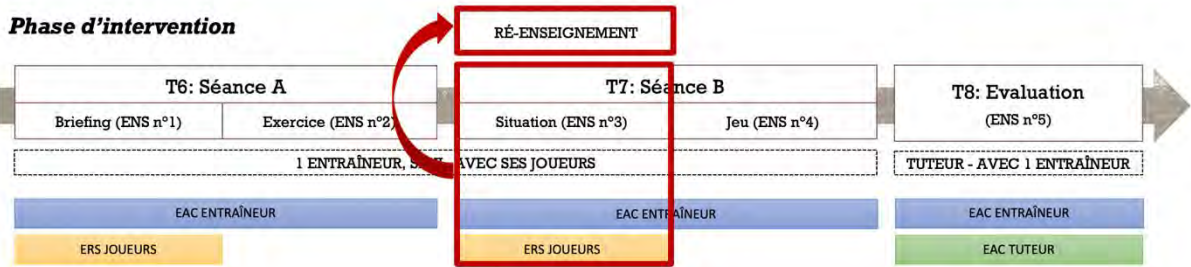 Phase d'intervention
RÉ-ENSEIGNEMENT
T6: Séance A
Briefing (ENS n°1)
Exercice (ENS n°2)
T7: Séance B
Situation (ENS n°3)
Jeu (ENS n°4)
T8: Evaluation
(ENS n°5)
1 ENTRAÎNEUR, AVEC SES JOUEURS
TUTEUR - AVEC 1 ENTRAÎNEUR
EAC ENTRAÎNEUR
EAC ENTRAÎNEUR
EAC ENTRAÎNEUR
ERS JOUEURS
ERS JOUEURS
EAC TUTEUR